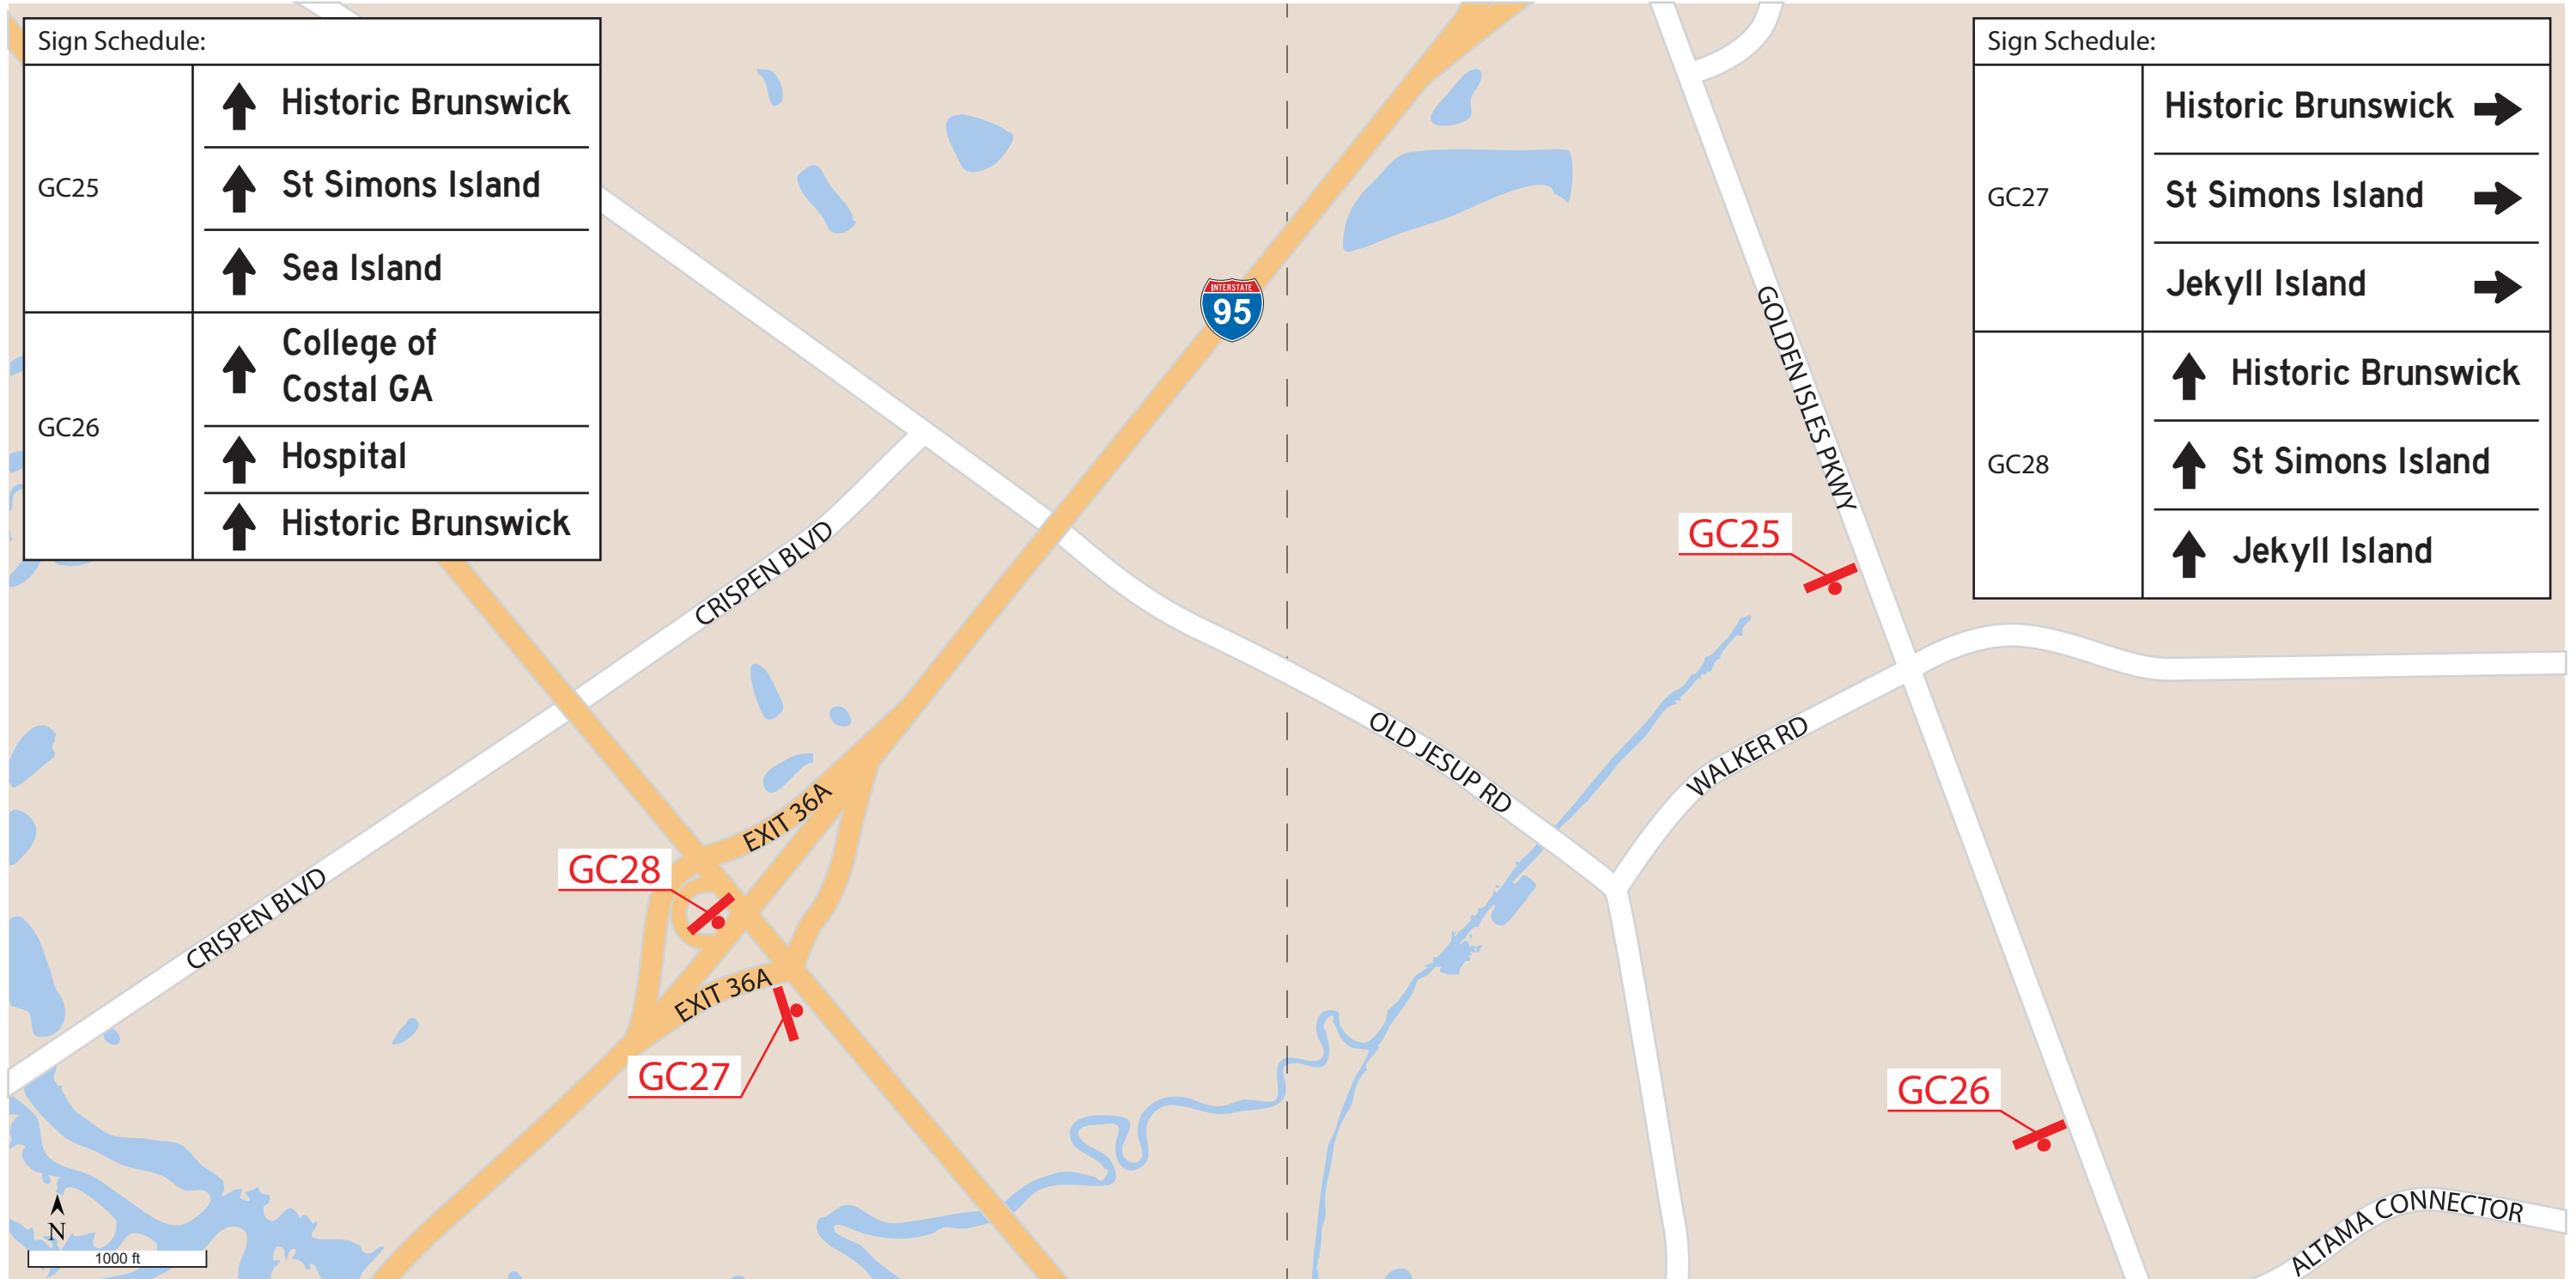 Sign Schedule:
GC25
Historic Brunswick
St Simons Island
Sea Island
GC26
College of
Costal GA
Hospital
Historic Brunswick
Sign Schedule:
GC27
Historic Brunswick
St Simons Island
Jekyll Island
GC28
Historic Brunswick
St Simons Island
Jekyll Island
INTERSTATE
95
GOLDEN ISLES PKWY
CRISPEN BLVD
GC25
OLD JESUP RD
WALKER RD
EXIT 36A
GC28
CRISPEN BLVD
EXIT 36A
GC27
GC26
ALTAMA CONNECTOR
N
1000 ft